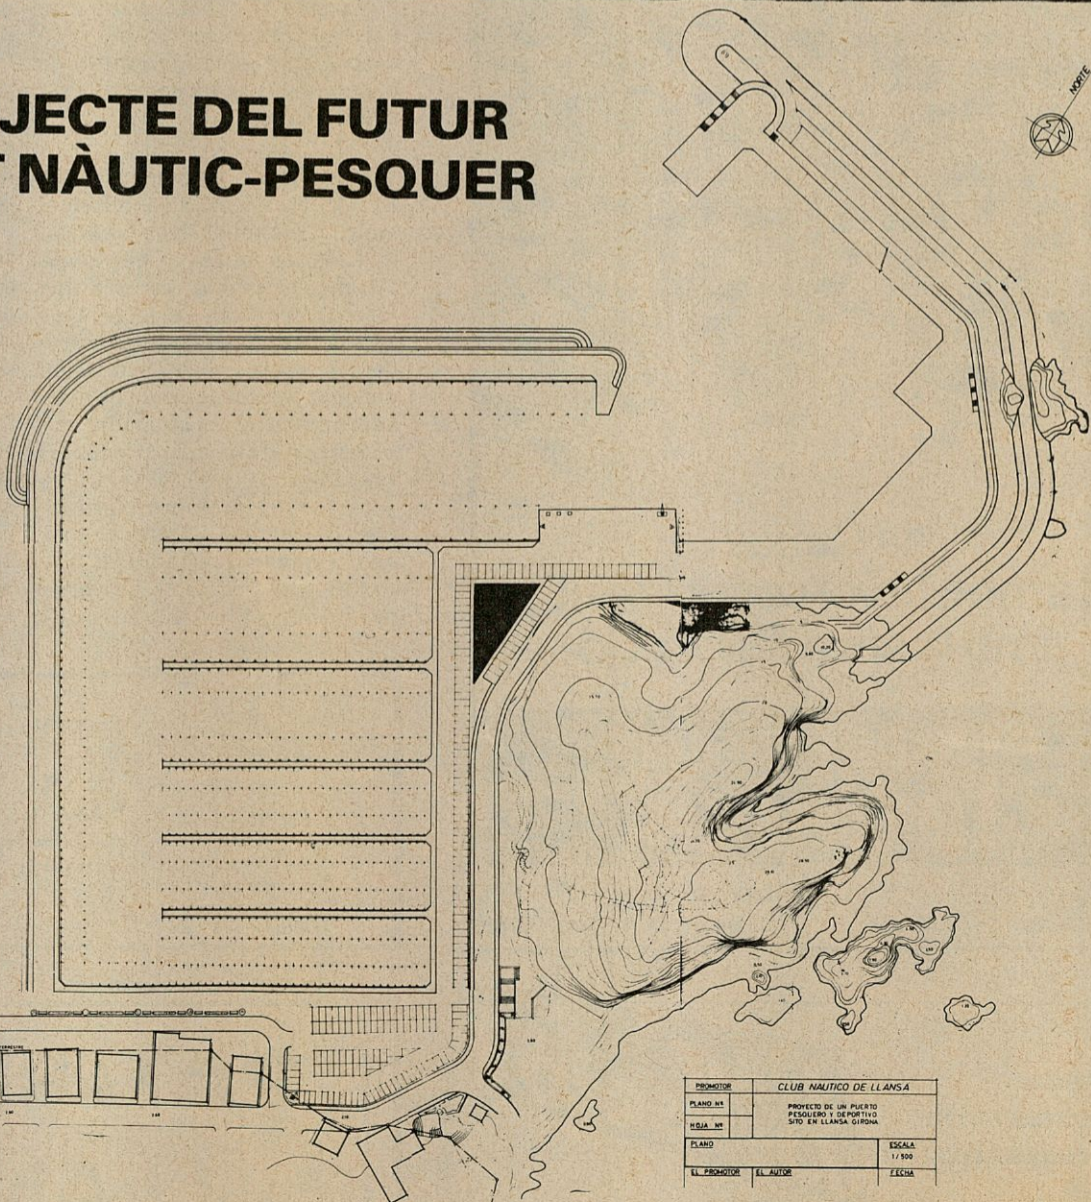 JECTE DEL FUTUR
T NÀUTIC-PESQUER
NORTE
PROMOTOR
CLUB NAUTICO DE LLANSA
PLANO Nº
HOJA Nº
PROYECTO DE UN PUERTO
PESQUERO Y DEPORTIVO
SITO EN LLANSA GIRONA
PLANO
ESCALA
1/500
EL PROMOTOR
EL AUTOR
FECHA